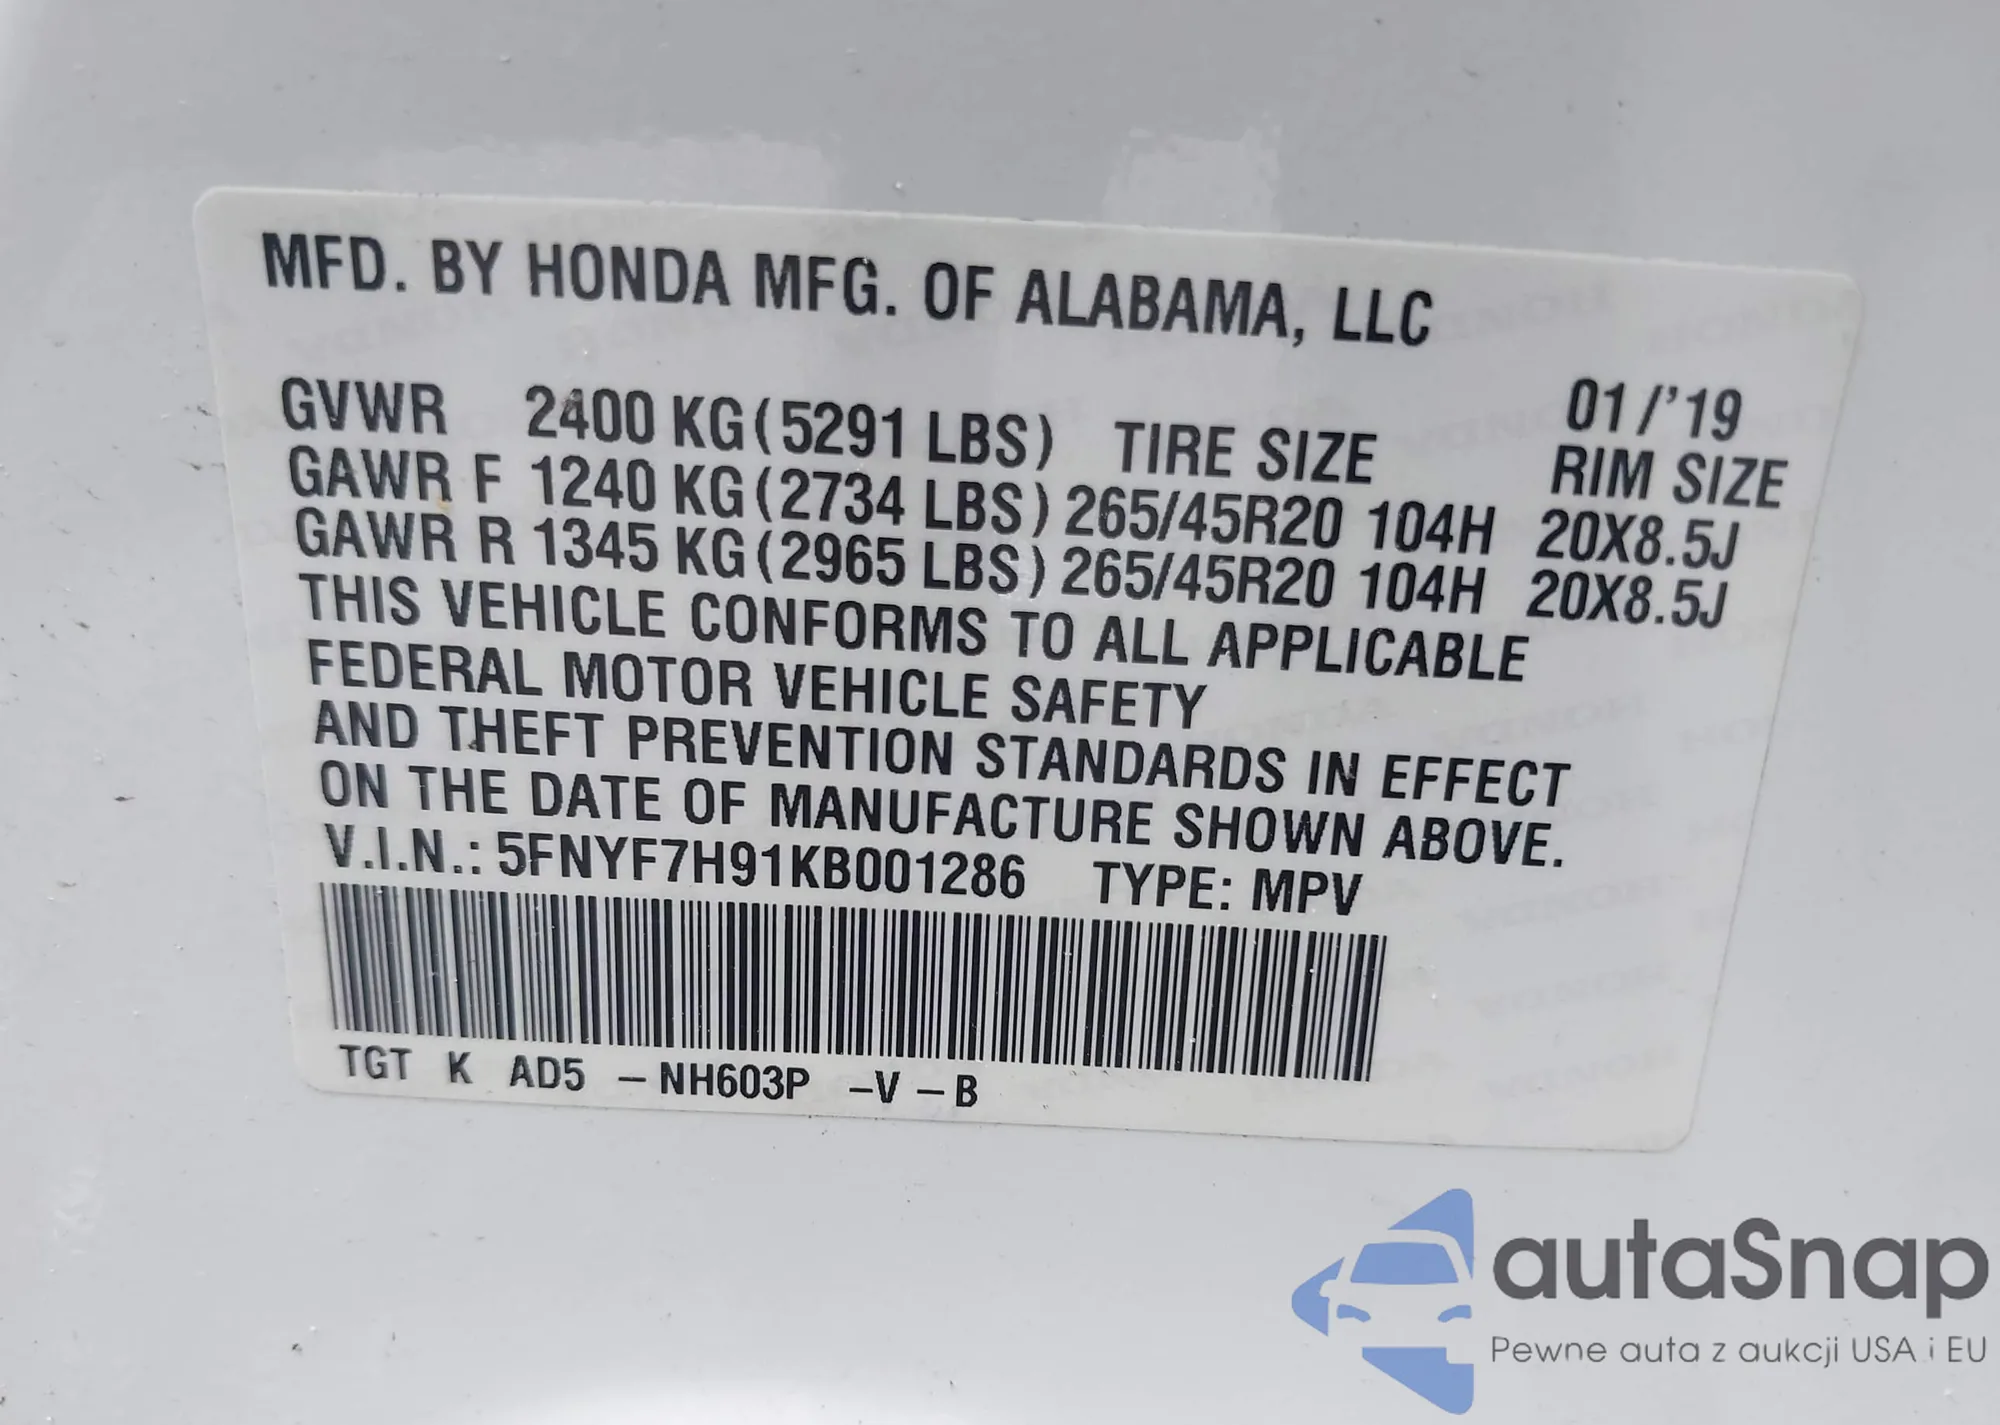 MFD. BY HONDA MFG. OF ALABAMA, LLC
01/'19
GVWR 2400 KG(5291 LBS) TIRE SIZE RIM SIZE
GAWR F 1240 KG(2734 LBS) 265/45R20 104H 20X8.5J
GAWR R 1345 KG(2965 LBS) 265/45R20 104H 20X8.5J
THIS VEHICLE CONFORMS TO ALL APPLICABLE
FEDERAL MOTOR VEHICLE SAFETY
AND THEFT PREVENTION STANDARDS IN EFFECT
ON THE DATE OF MANUFACTURE SHOWN ABOVE.
V.I.N.: 5FNYF7H91KB001286 TYPE: MPV
TGT K AD5 –NH603P –V –B
autaSnap
Pewne auta z aukcji USA i EU